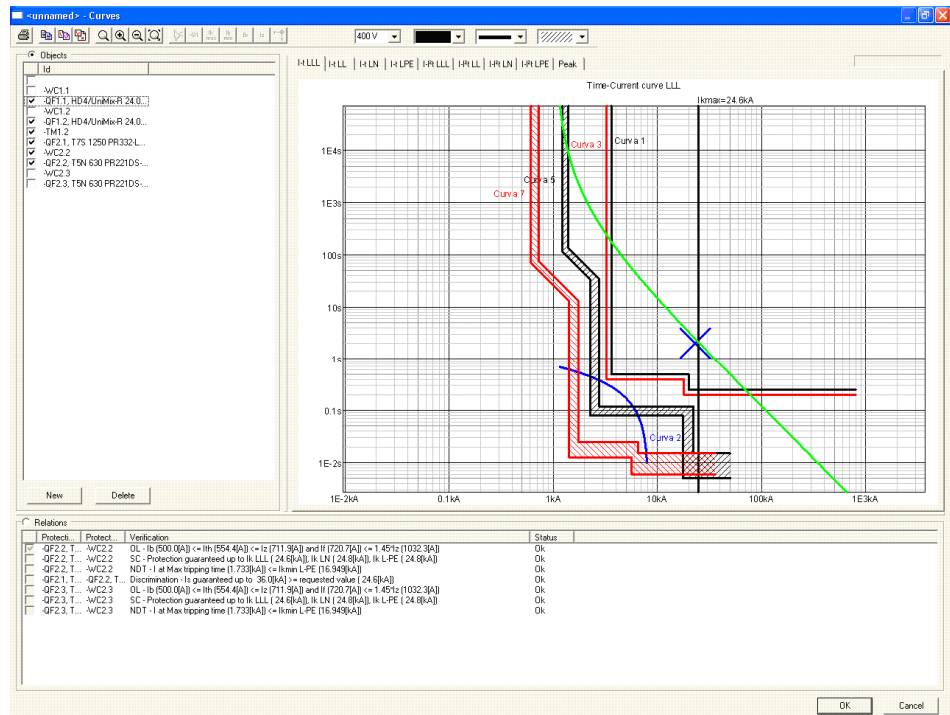 <unnamed> - Curves
400 V
Objects
Id
-WC1.1
-QF1.1, HD4/UniMix-R 24.0...
-WC1.2
-QF1.2, HD4/UniMix-R 24.0...
-TM1.2
-QF2.1, T7S 1250 PR332-L...
-WC2.2
-QF2.2, T5N 630 PR221DS-...
-WC2.3
-QF2.3, T5N 630 PR221DS-...
New Delete
I-t LLL I-t LL I-t LN I-t LPE I-I²t LLL I-I²t LL I-I²t LN I-I²t LPE Peak
Time-Current curve LLL
Ikmax=24.6kA
Curva 3 Curva 1
1E4s
Curva 5
Curva 7
1E3s
100s
10s
1s
0.1s
Curva 2
1E-2s
1E-2kA 0.1kA 1kA 10kA 100kA 1E3kA
Relations
Protecti... Protect... Verification Status
-QF2.2, T... -WC2.2 OL - Ib (500.0[A]) <= Ith (554.4[A]) <= Iz (711.9[A]) and If (720.7[A]) <= 1.45*Iz (1032.3[A]) Ok
-QF2.2, T... -WC2.2 SC - Protection guaranteed up to Ik LLL ( 24.6[kA]), Ik LN ( 24.8[kA]), Ik L-PE ( 24.8[kA]) Ok
-QF2.2, T... -WC2.2 NDT - I at Max tripping time (1.733[kA]) <= Ikmin L-PE (16.949[kA]) Ok
-QF2.1, T... -QF2.2, T... Discrimination - Is guaranteed up to 36.0[kA] >= requested value ( 24.6[kA]) Ok
-QF2.3, T... -WC2.3 OL - Ib (500.0[A]) <= Ith (554.4[A]) <= Iz (711.9[A]) and If (720.7[A]) <= 1.45*Iz (1032.3[A]) Ok
-QF2.3, T... -WC2.3 SC - Protection guaranteed up to Ik LLL ( 24.6[kA]), Ik LN ( 24.8[kA]), Ik L-PE ( 24.8[kA]) Ok
-QF2.3, T... -WC2.3 NDT - I at Max tripping time (1.733[kA]) <= Ikmin L-PE (16.949[kA]) Ok
OK Cancel